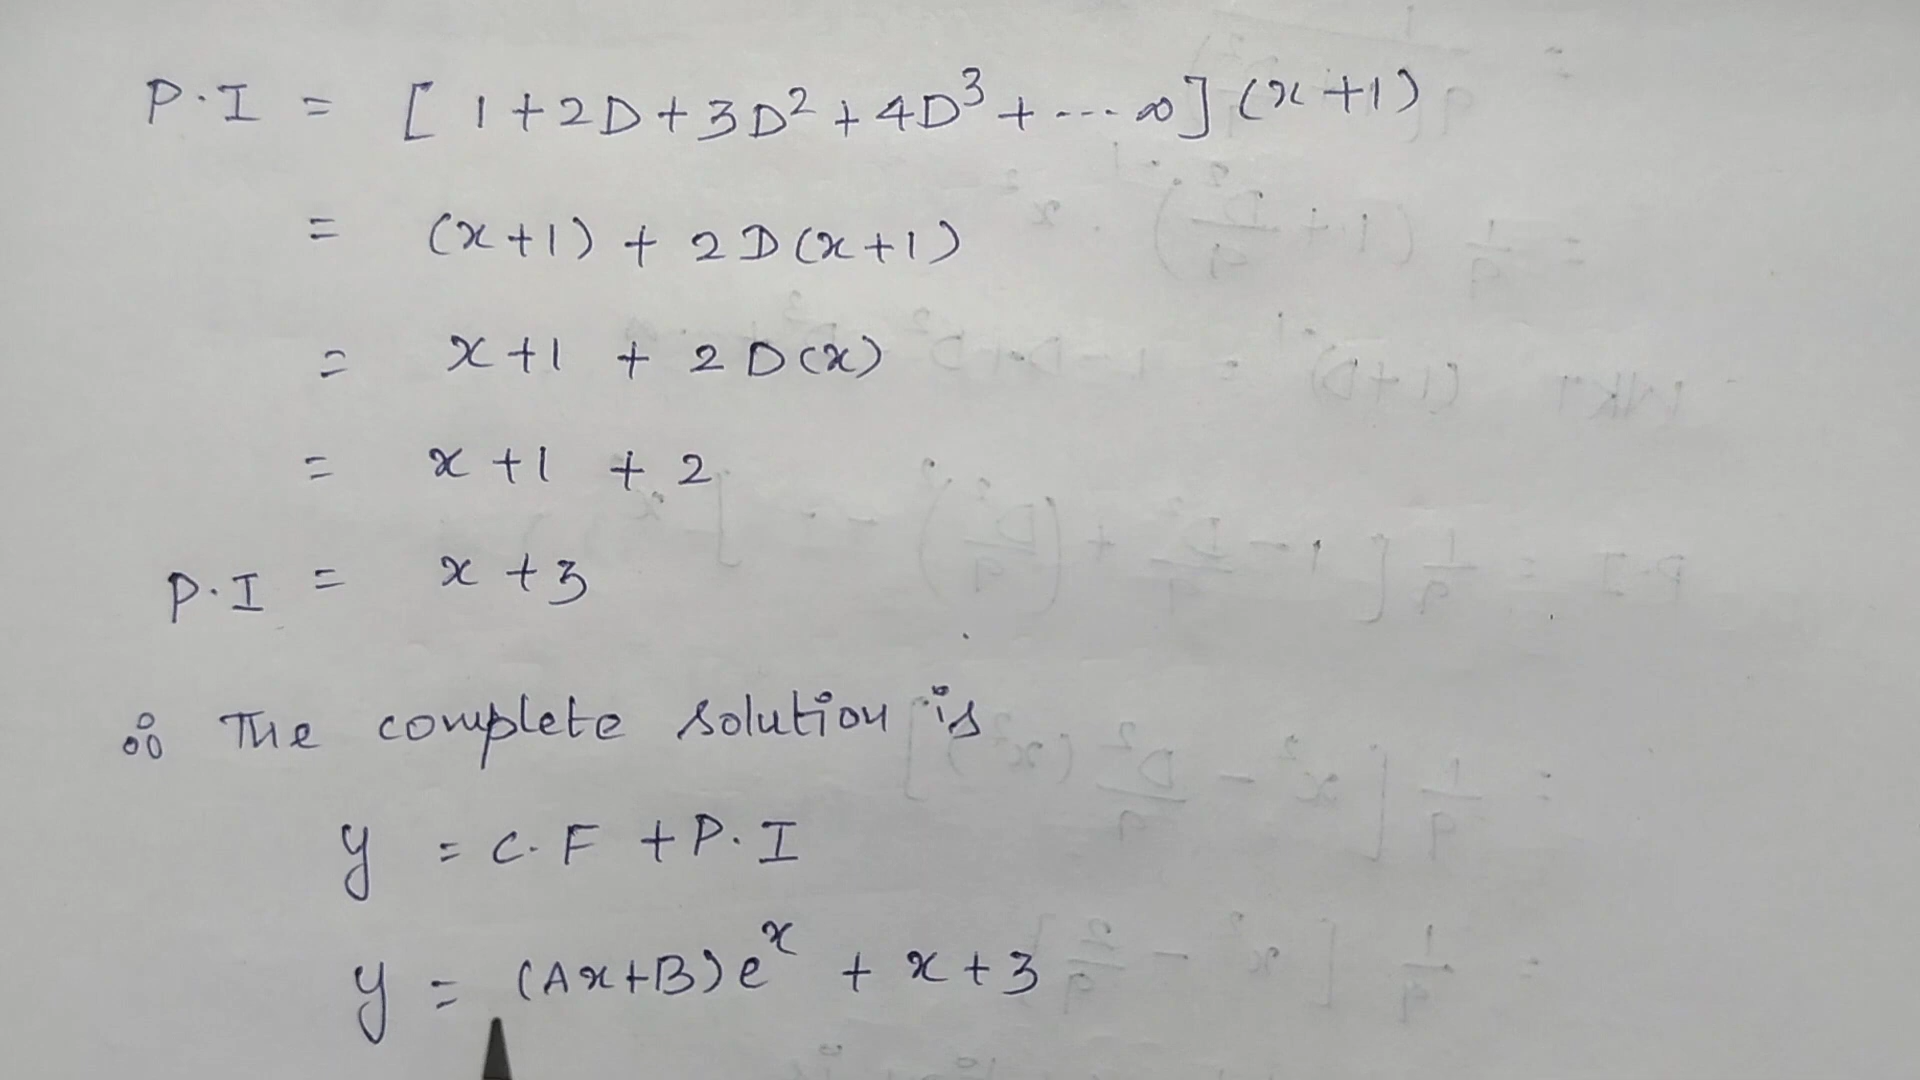 P.I = [1+2D+3D²+4D³+---∞](x+1)
= (x+1) + 2D(x+1)
= x+1 + 2D(x)
= x+1 + 2
P.I = x+3
∴ The complete solution is
y = C.F + P.I
y = (Ax+B)eˣ + x+3